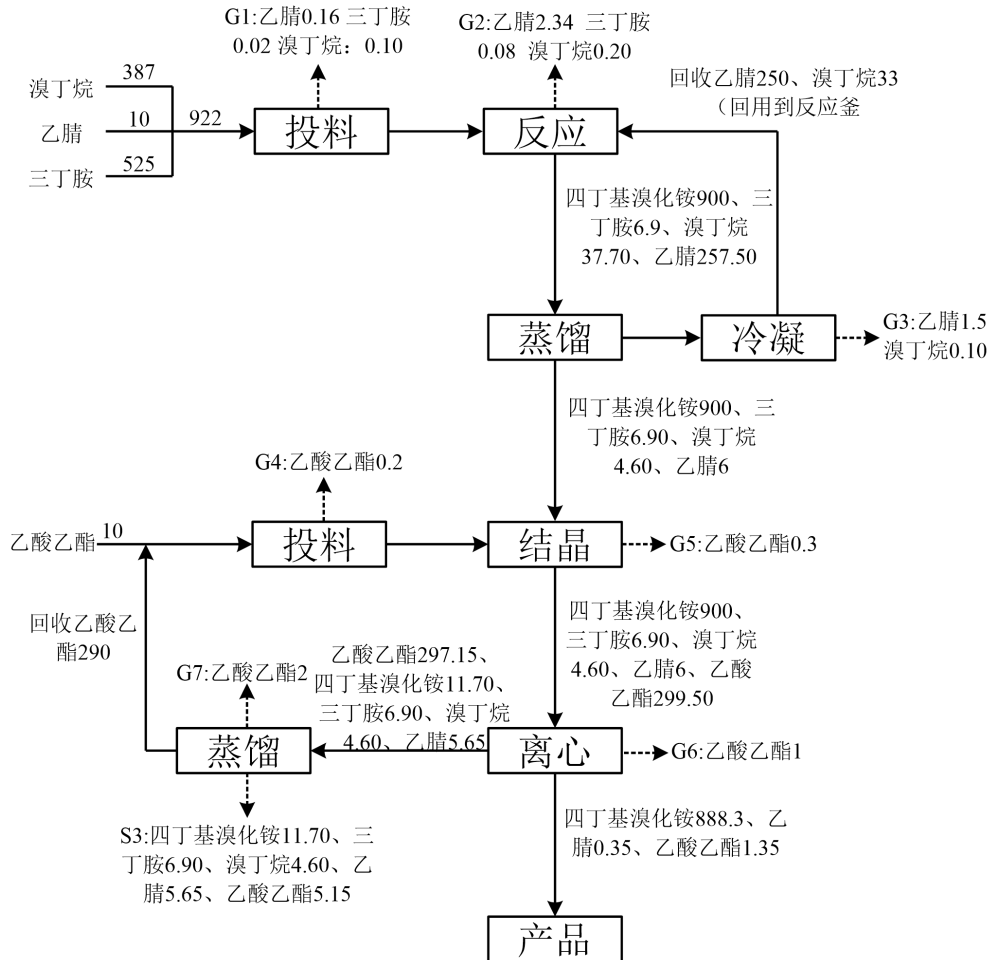 G1:乙腈0.16 三丁胺
0.02 溴丁烷：0.10
G2:乙腈2.34 三丁胺
0.08 溴丁烷0.20
回收乙腈250、溴丁烷33
（回用到反应釜
溴丁烷
387
乙腈
10
三丁胺
525
922
投料
反应
四丁基溴化铵900、三
丁胺6.9、溴丁烷
37.70、乙腈257.50
蒸馏
冷凝
G3:乙腈1.5
溴丁烷0.10
四丁基溴化铵900、三
丁胺6.90、溴丁烷
4.60、乙腈6
G4:乙酸乙酯0.2
乙酸乙酯
10
投料
结晶
G5:乙酸乙酯0.3
回收乙酸乙
酯290
四丁基溴化铵900、
三丁胺6.90、溴丁烷
4.60、乙腈6、乙酸
乙酯299.50
G7:乙酸乙酯2
乙酸乙酯297.15、
四丁基溴化铵11.70、
三丁胺6.90、溴丁烷
4.60、乙腈5.65
蒸馏
离心
G6:乙酸乙酯1
S3:四丁基溴化铵11.70、三
丁胺6.90、溴丁烷4.60、乙
腈5.65、乙酸乙酯5.15
四丁基溴化铵888.3、乙
腈0.35、乙酸乙酯1.35
产品